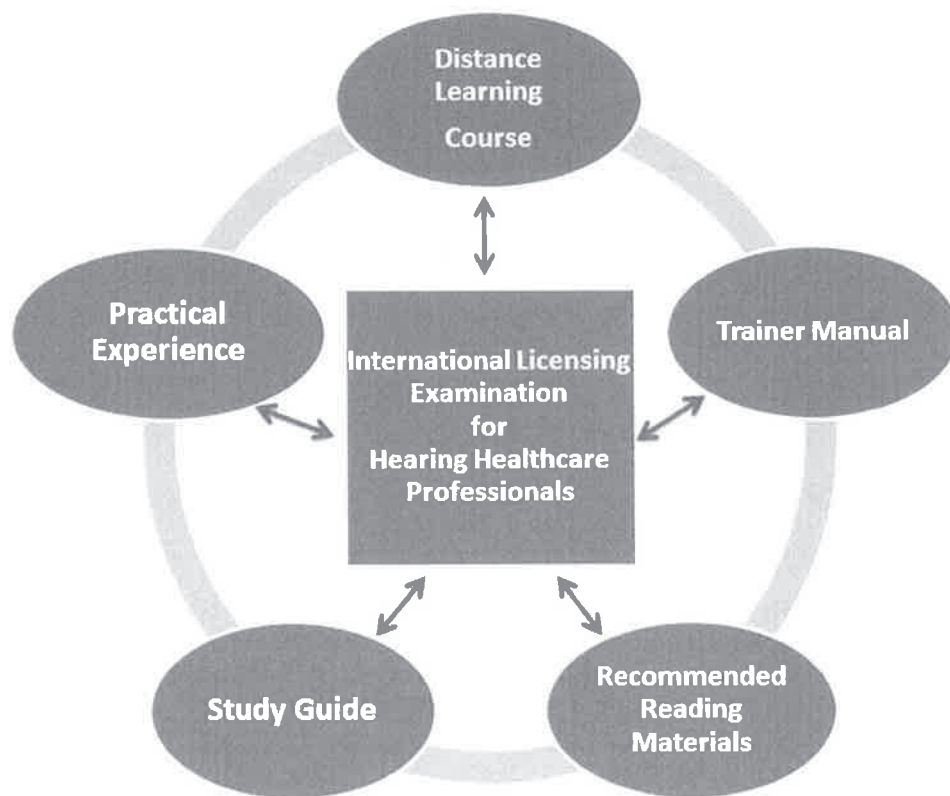 Distance
Learning
Course
Practical
Experience
Trainer Manual
International Licensing
Examination
for
Hearing Healthcare
Professionals
Study Guide
Recommended
Reading
Materials